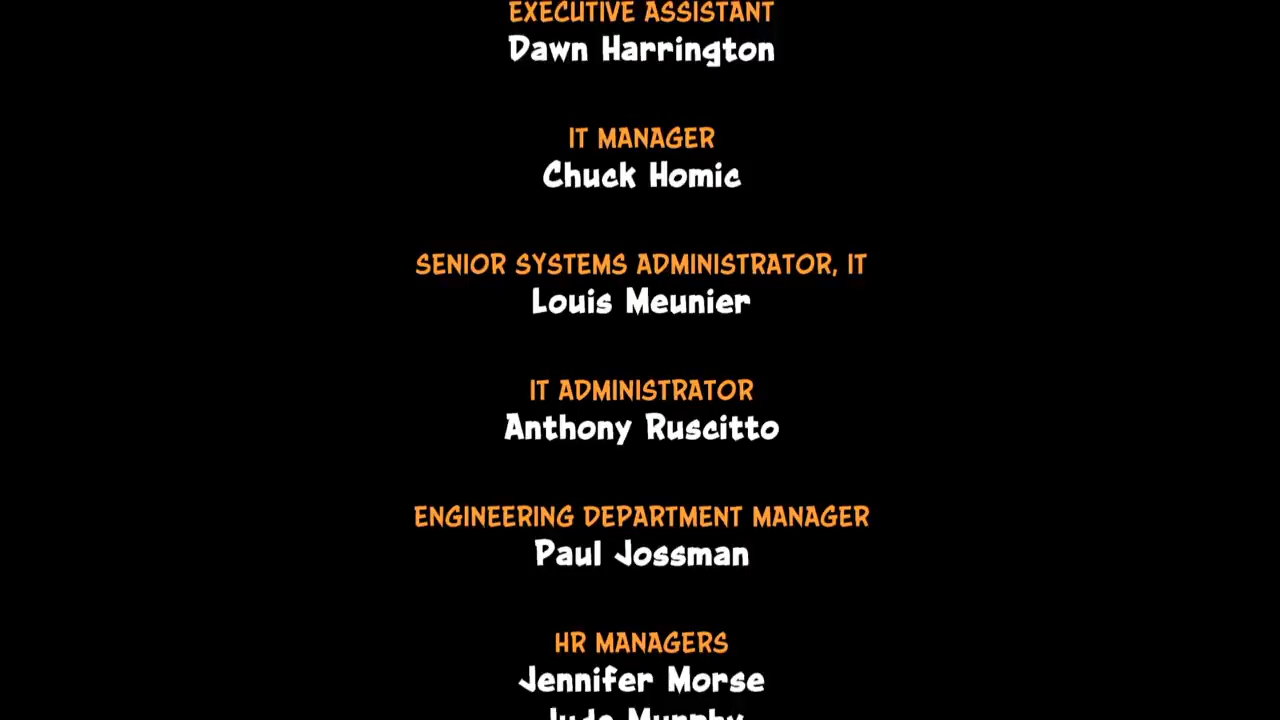 EXECUTIVE ASSISTANT
Dawn Harrington
IT MANAGER
Chuck Homic
SENIOR SYSTEMS ADMINISTRATOR, IT
Louis Meunier
IT ADMINISTRATOR
Anthony Ruscitto
ENGINEERING DEPARTMENT MANAGER
Paul Jossman
HR MANAGERS
Jennifer Morse
Murphy